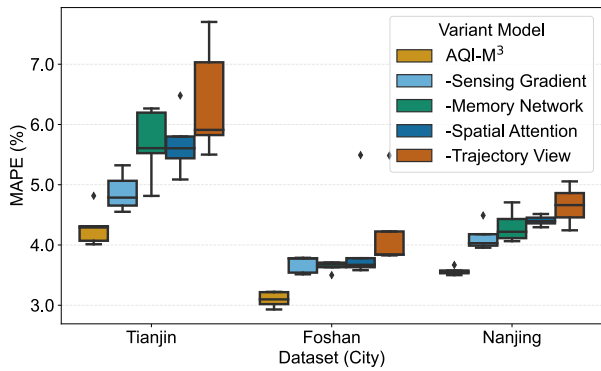 MAPE (%)
7.0
6.0
5.0
4.0
3.0
Variant Model
AQI-M³
-Sensing Gradient
-Memory Network
-Spatial Attention
-Trajectory View
Tianjin
Foshan
Nanjing
Dataset (City)